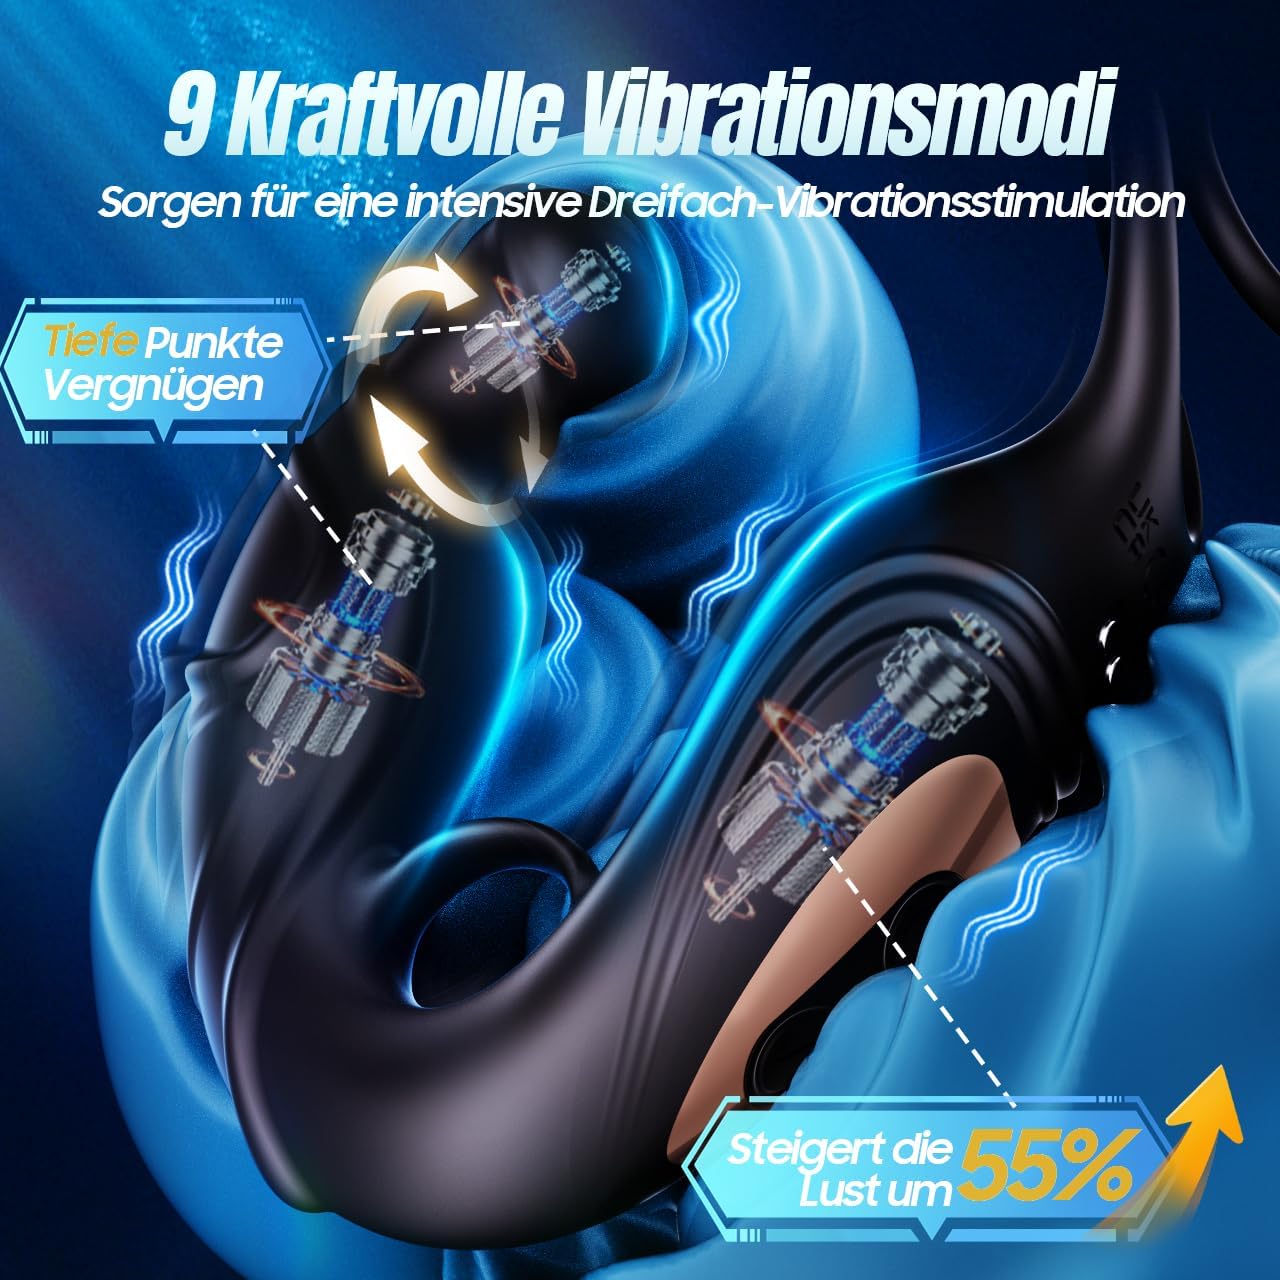 9 Kraftvolle Vibrationsmodi
Sorgen für eine intensive Dreifach-Vibrationsstimulation
Tiefe Punkte
Vergnügen
Steigert die
Lust um 55%